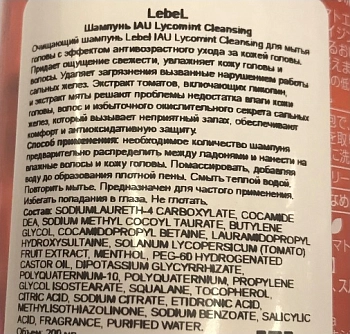 LebeL
Шампунь IAU Lycomint Cleansing
Очищающий шампунь Lebel IAU Lycomint Cleansing для мытья
головы с эффектом антивозрастного ухода за кожей головы.
Придает ощущение свежести, увлажняет кожу головы и
волосы. Удаляет загрязнения вызванные нарушением работы
сальных желез. Экстракт томатов, включающих ликопин,
и экстракт мяты решают проблемы недостатка влаги кожи
головы, волос и избыточного окислительного секрета сальных
желез, который вызывает неприятный запах, обеспечивают
комфорт и антиоксидативную защиту.
Способ применения: необходимое количество шампуня
предварительно распределить между ладонями и нанести на
влажные волосы и кожу головы. Помассировать, добавляя
воду до образования плотной пены. Смыть теплой водой.
Повторить мытье. Предназначен для частого применения.
Избегать попадания в глаза. Не глотать.
Состав: SODIUMLAURETH-4 CARBOXYLATE, COCAMIDE
DEA, SODIUM METHYL COCOYL TAURATE, BUTYLENE
GLYCOL, COCAMIDOPROPYL BETAINE, LAURAMIDOPROPYL
HYDROXYSULTAINE, SOLANUM LYCOPERSICUM (TOMATO)
FRUIT EXTRACT, MENTHOL, PEG-60 HYDROGENATED
CASTOR OIL, DIPOTASSIUM GLYCYRRHIZATE,
POLYQUATERNIUM-10, POLYQUATERNIUM, PROPYLENE
GLYCOL ISOSTEARATE, SQUALANE, TOCOPHEROL,
CITRIC ACID, SODIUM CITRATE, ETIDRONIC ACID,
METHYLISOTHIAZOLINONE, SODIUM BENZOATE, SALICYLIC
ACID, FRAGRANCE, PURIFIED WATER.